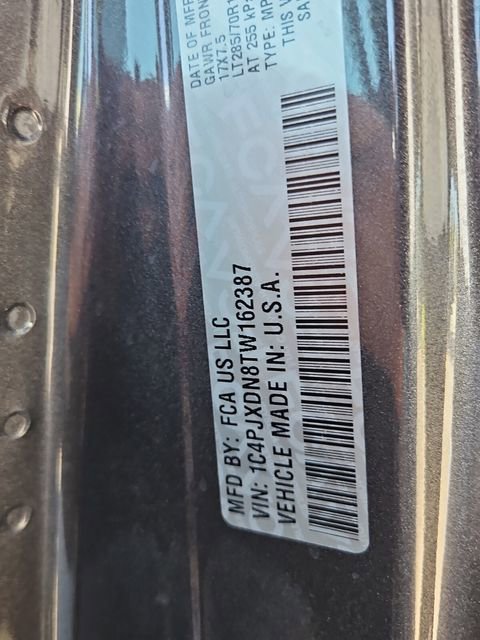 MFD BY: FCA US LLC
VIN: 1C4PJXDN8TW162387
VEHICLE MADE IN: U.S.A.
DATE OF MFR
GAWR FRON
17X7.5
LT285/70R1
AT 255 KPA
TYPE: MP
THIS V
SA